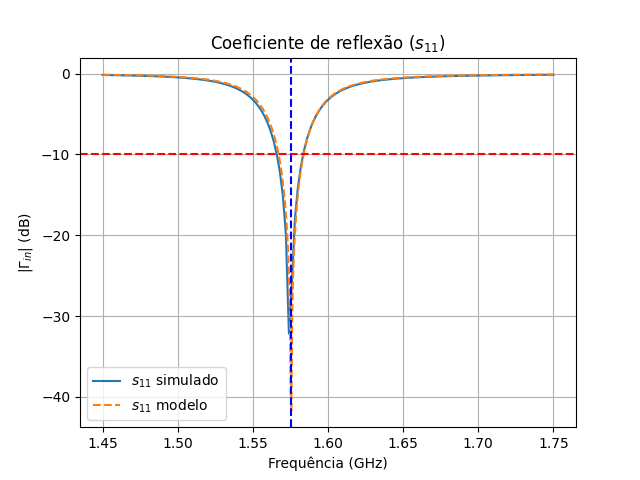 Coeficiente de reflexão (s₁₁)
0
−10
−20
−30
−40
|Γᵢₙ| (dB)
s₁₁ simulado
s₁₁ modelo
1.45 1.50 1.55 1.60 1.65 1.70 1.75
Frequência (GHz)